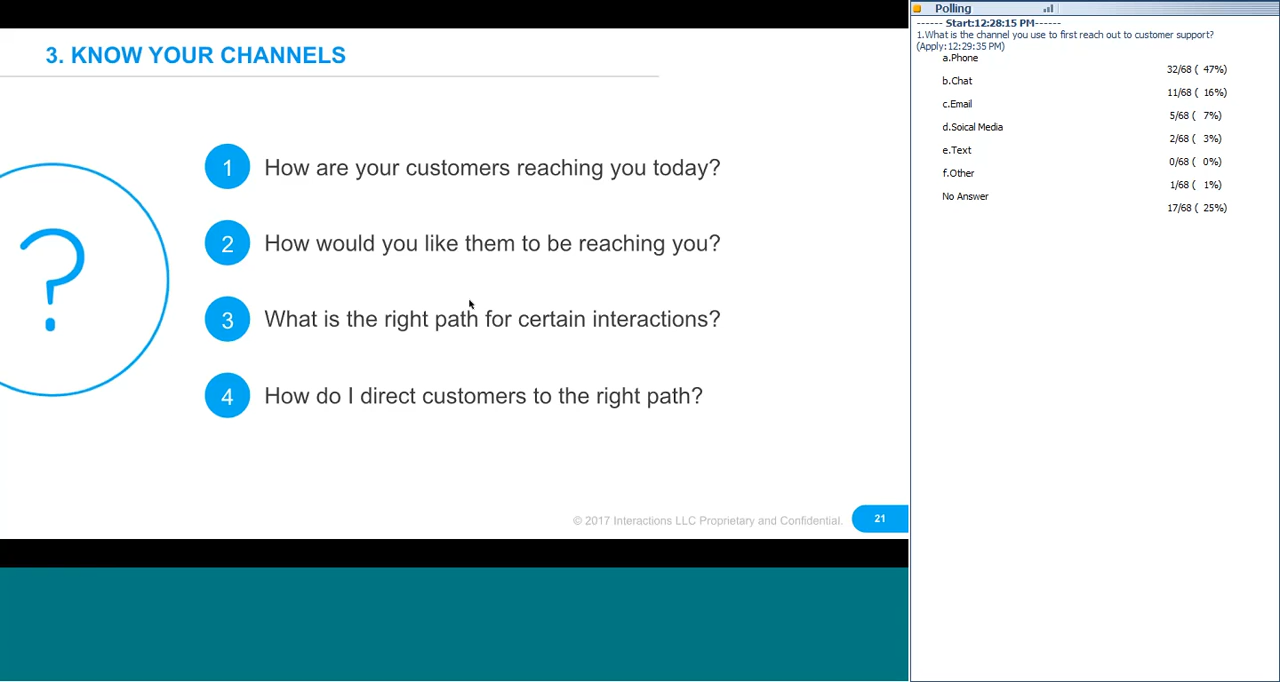 3. KNOW YOUR CHANNELS
?
1 How are your customers reaching you today?
2 How would you like them to be reaching you?
3 What is the right path for certain interactions?
4 How do I direct customers to the right path?
© 2017 Interactions LLC Proprietary and Confidential.
21
Polling
------ Start:12:28:15 PM------
1.What is the channel you use to first reach out to customer support?
(Apply:12:29:35 PM)
a.Phone
32/68 ( 47%)
b.Chat
11/68 ( 16%)
c.Email
5/68 ( 7%)
d.Soical Media
2/68 ( 3%)
e.Text
0/68 ( 0%)
f.Other
1/68 ( 1%)
No Answer
17/68 ( 25%)